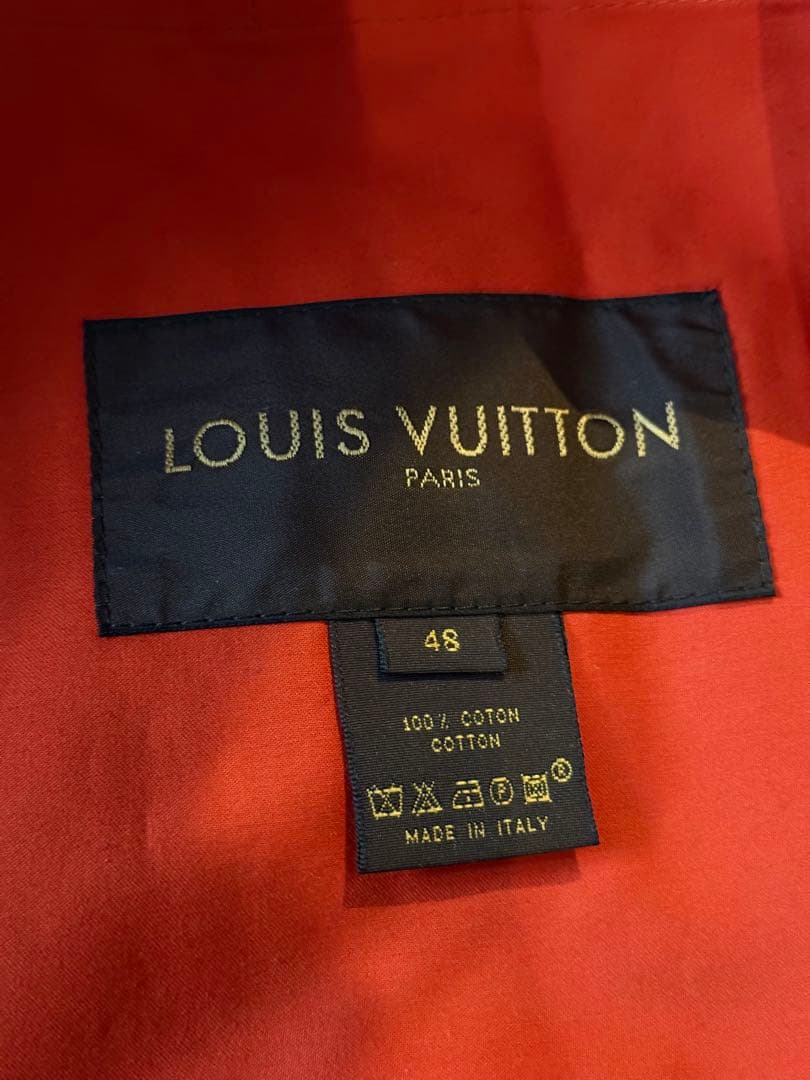 LOUIS VUITTON
PARIS
48
100% COTON
COTTON
P ®
MADE IN ITALY